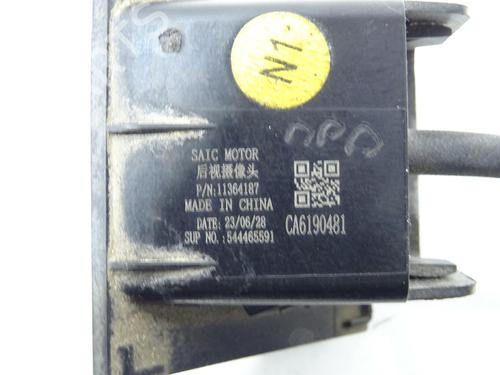 N1
SAIC MOTOR
后视摄像头
P/N:11364187
MADE IN CHINA
DATE: 23/06/28
SUP NO.:544465591
CA6190481